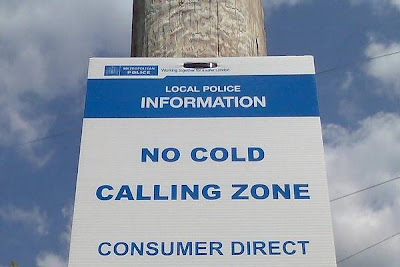 METROPOLITAN
POLICE
Working together for a safer London
LOCAL POLICE
INFORMATION
NO COLD
CALLING ZONE
CONSUMER DIRECT